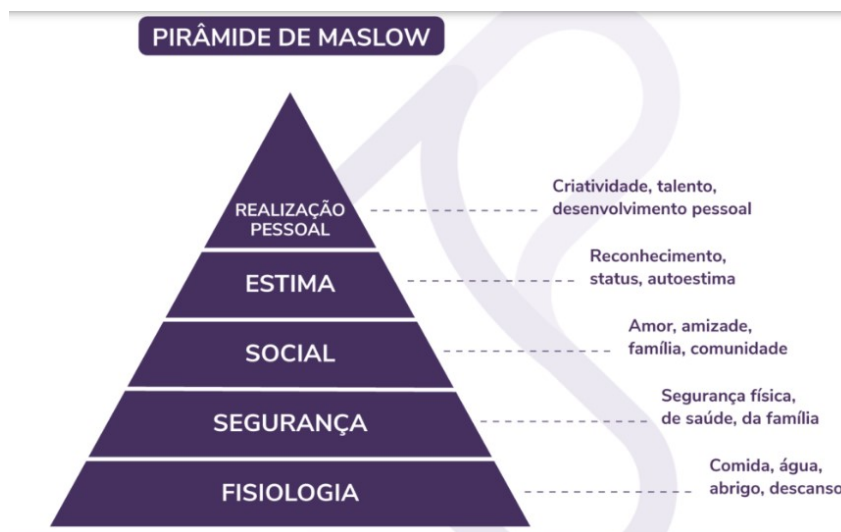 PIRÂMIDE DE MASLOW
REALIZAÇÃO
PESSOAL
Criatividade, talento,
desenvolvimento pessoal
ESTIMA
Reconhecimento,
status, autoestima
SOCIAL
Amor, amizade,
família, comunidade
SEGURANÇA
Segurança física,
de saúde, da família
FISIOLOGIA
Comida, água,
abrigo, descanso